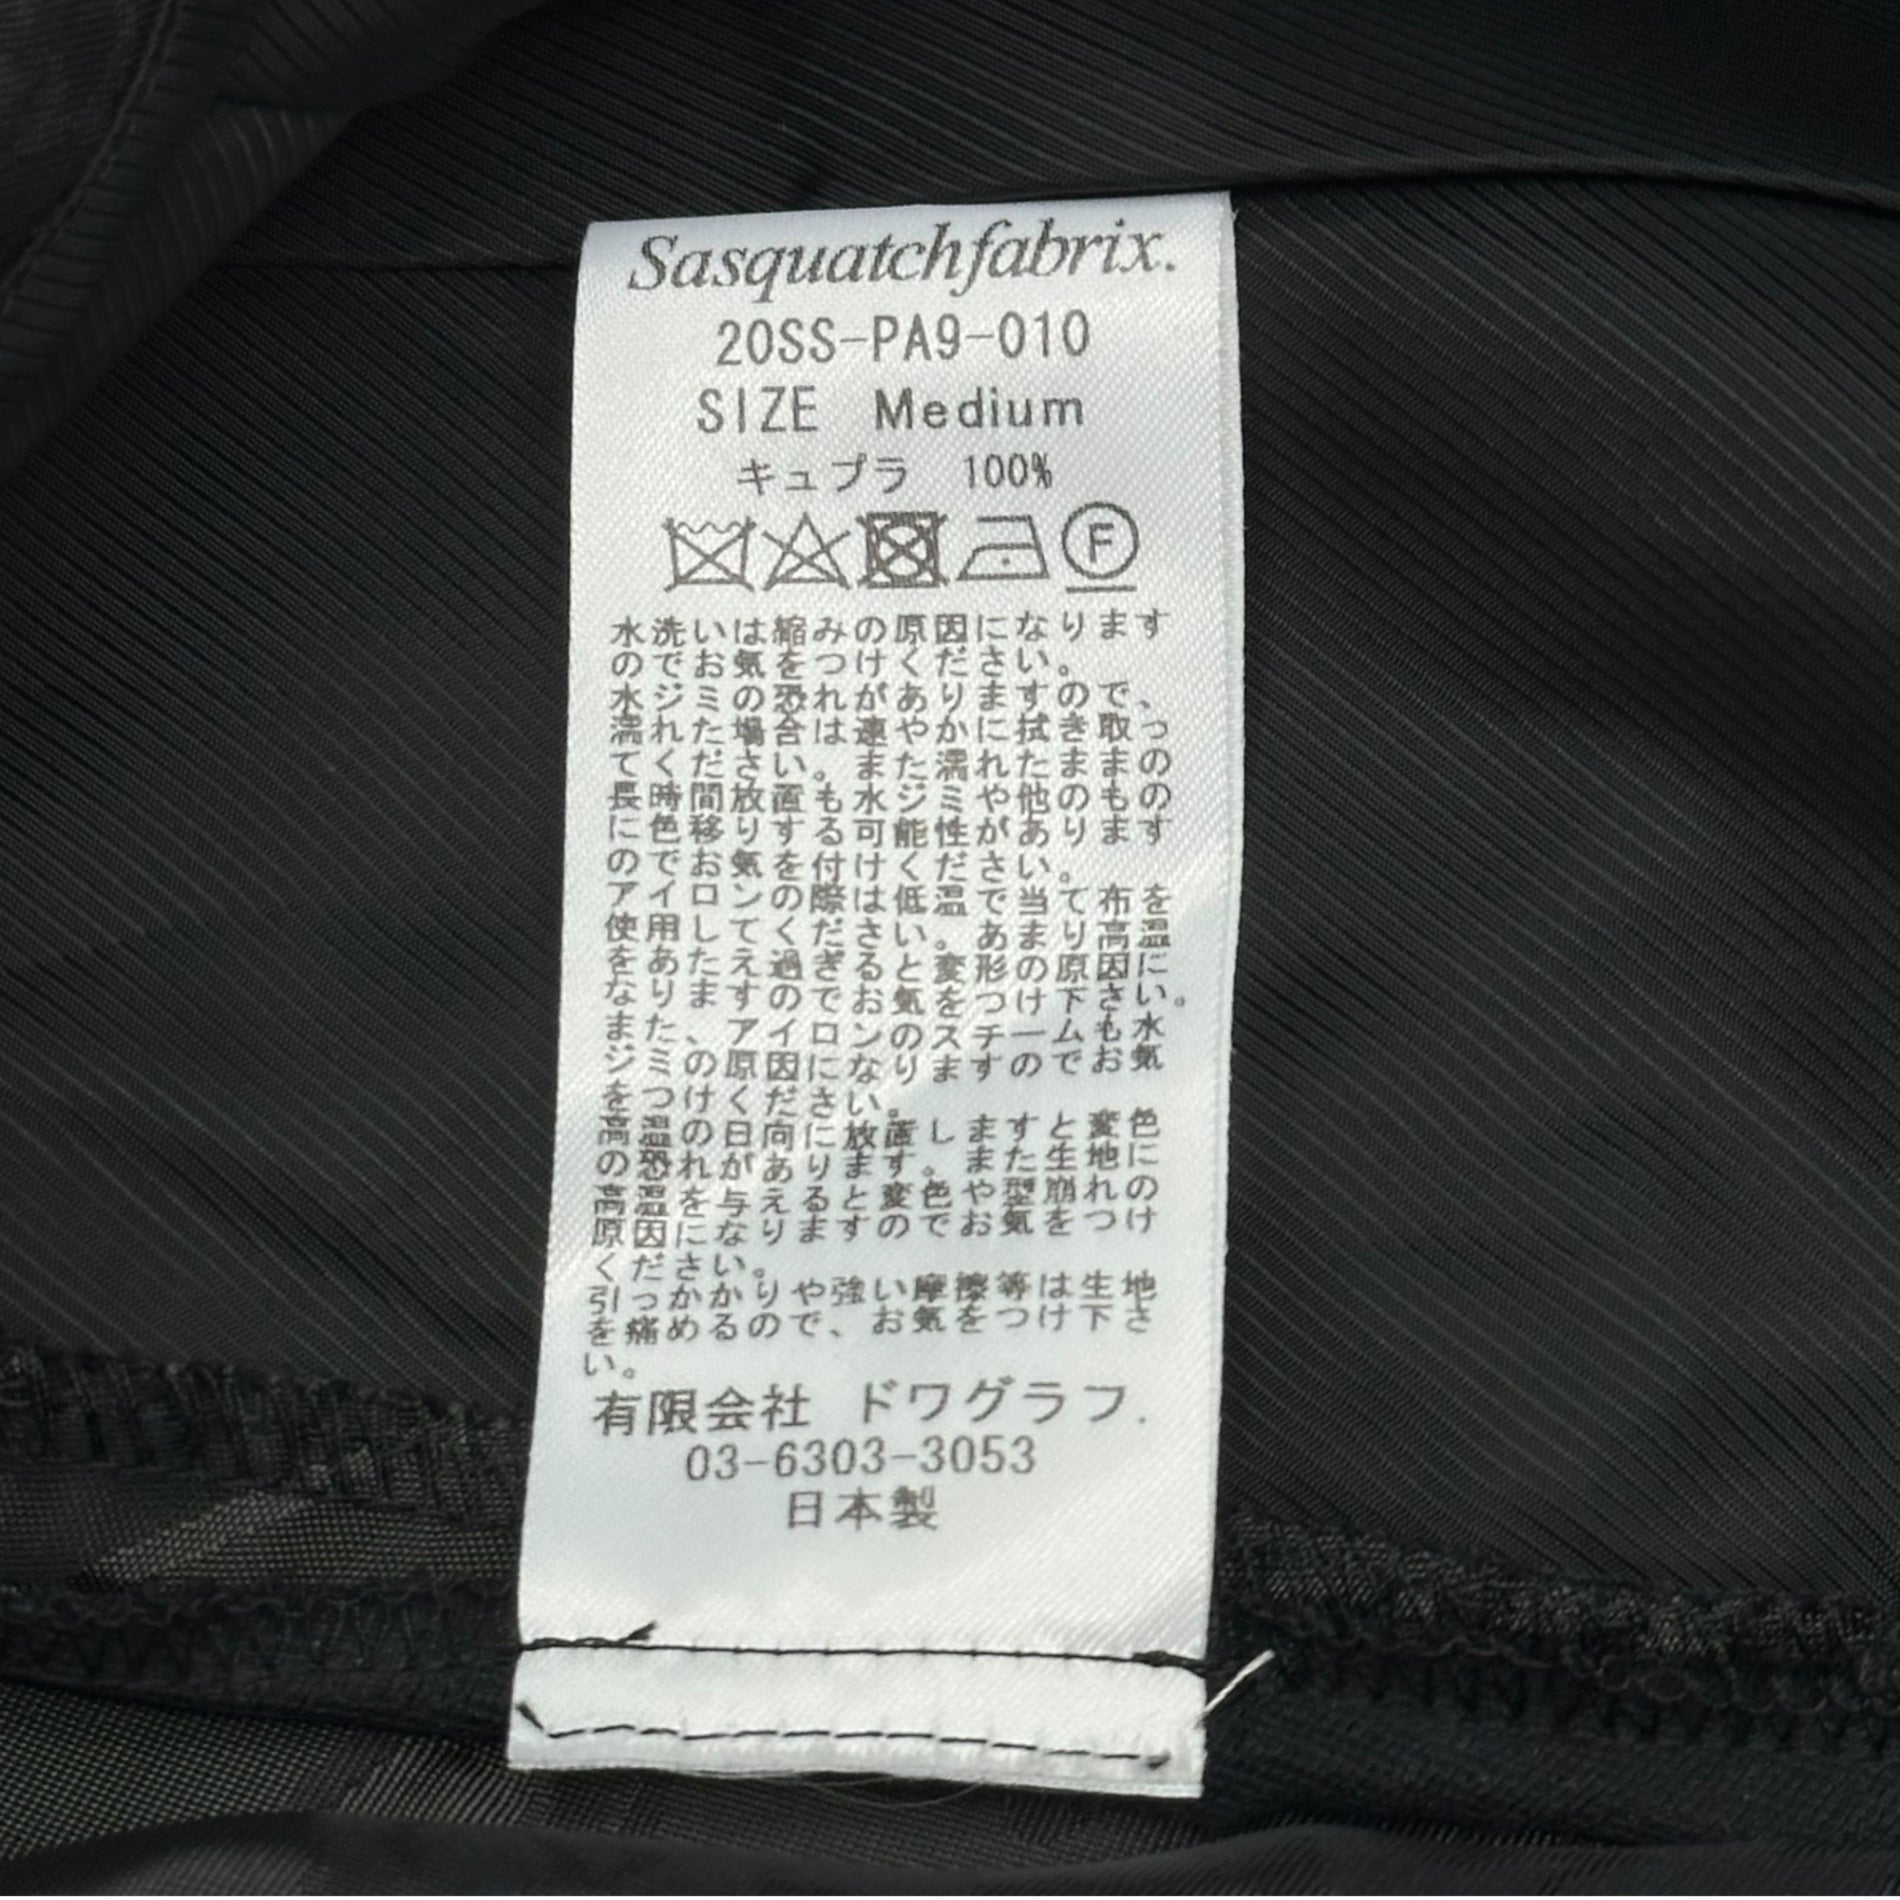 Sasquatchfabrix.
20SS-PA9-010
SIZE Medium
キュプラ 100%
F
水洗いは縮みの原因になります
のでお気をつけください。
水ジミの恐れがありますので、
濡れた場合は速やかに拭き取っ
てください。また濡れたままの
長時間放置も水ジミや他のもの
に色移りする可能性があります
のでお気を付けください。
アイロンの際は低温で当て布を
使用してください。あまり高温
をあたえ過ぎると変形の原因に
なりますのでお気をつけ下さい。
また、アイロンのスチームも水
ジミの原因になりますのでお気
をつけください。
高温の日向に放置しますと変色
の恐れがあります。また生地に
高温を与えると変色や型崩れの
原因になりますのでお気をつけ
ください。
引っかかりや強い摩擦等は生地
を痛めるので、お気をつけ下さ
い。
有限会社 ドワグラフ.
03-6303-3053
日本製